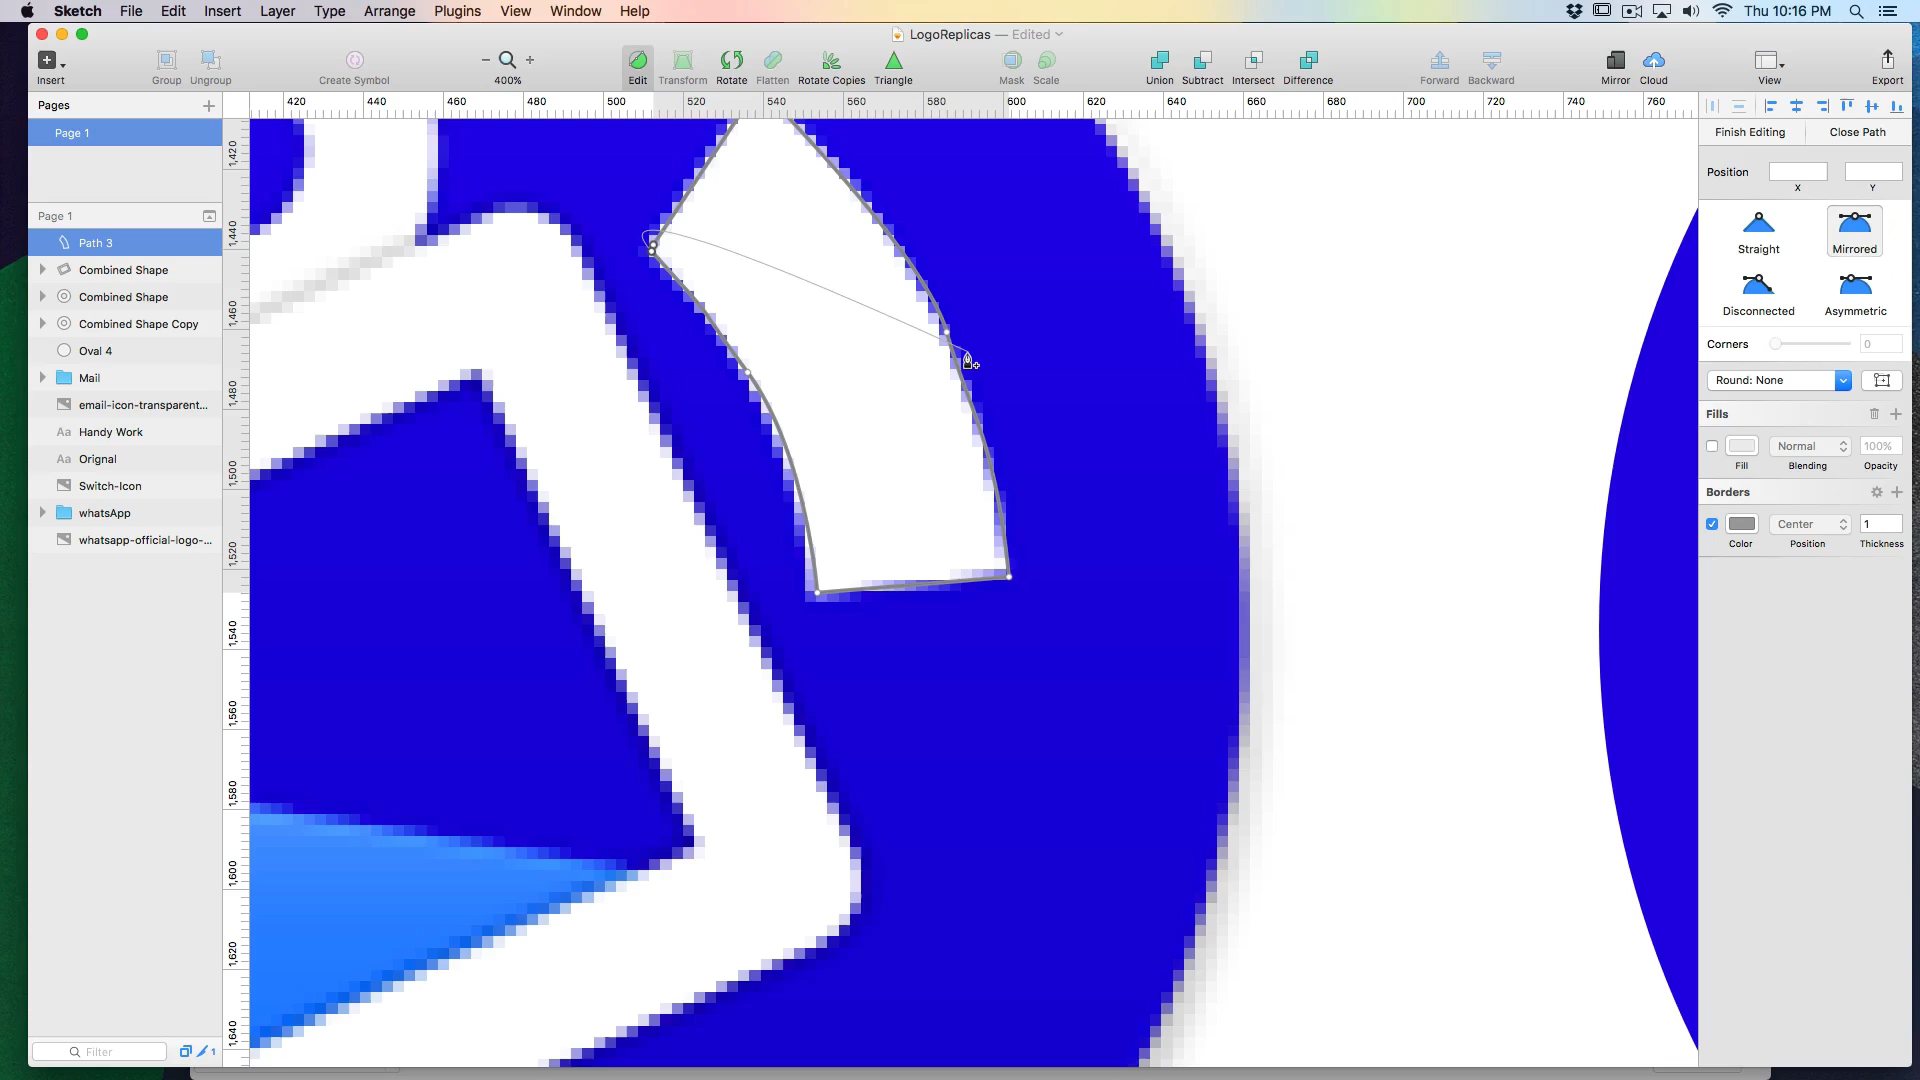 Sketch File Edit Insert Layer Type Arrange Plugins View Window Help Thu 10:16 PM
LogoReplicas — Edited
Insert Group Ungroup Create Symbol 400% Edit Transform Rotate Flatten Rotate Copies Triangle Mask Scale Union Subtract Intersect Difference Forward Backward Mirror Cloud View Export
Pages
Page 1
Page 1
Path 3
Combined Shape
Combined Shape
Combined Shape Copy
Oval 4
Mail
email-icon-transparent...
Handy Work
Orignal
Switch-Icon
whatsApp
whatsapp-official-logo-...
Filter
1
420 440 460 480 500 520 540 560 580 600 620 640 660 680 700 720 740 760
1,420
1,440
1,460
1,480
1,500
1,520
1,540
1,560
1,580
1,600
1,620
1,640
Finish Editing Close Path
Position
X Y
Straight Mirrored
Disconnected Asymmetric
Corners 0
Round: None
Fills
Normal 100%
Fill Blending Opacity
Borders
Center 1
Color Position Thickness